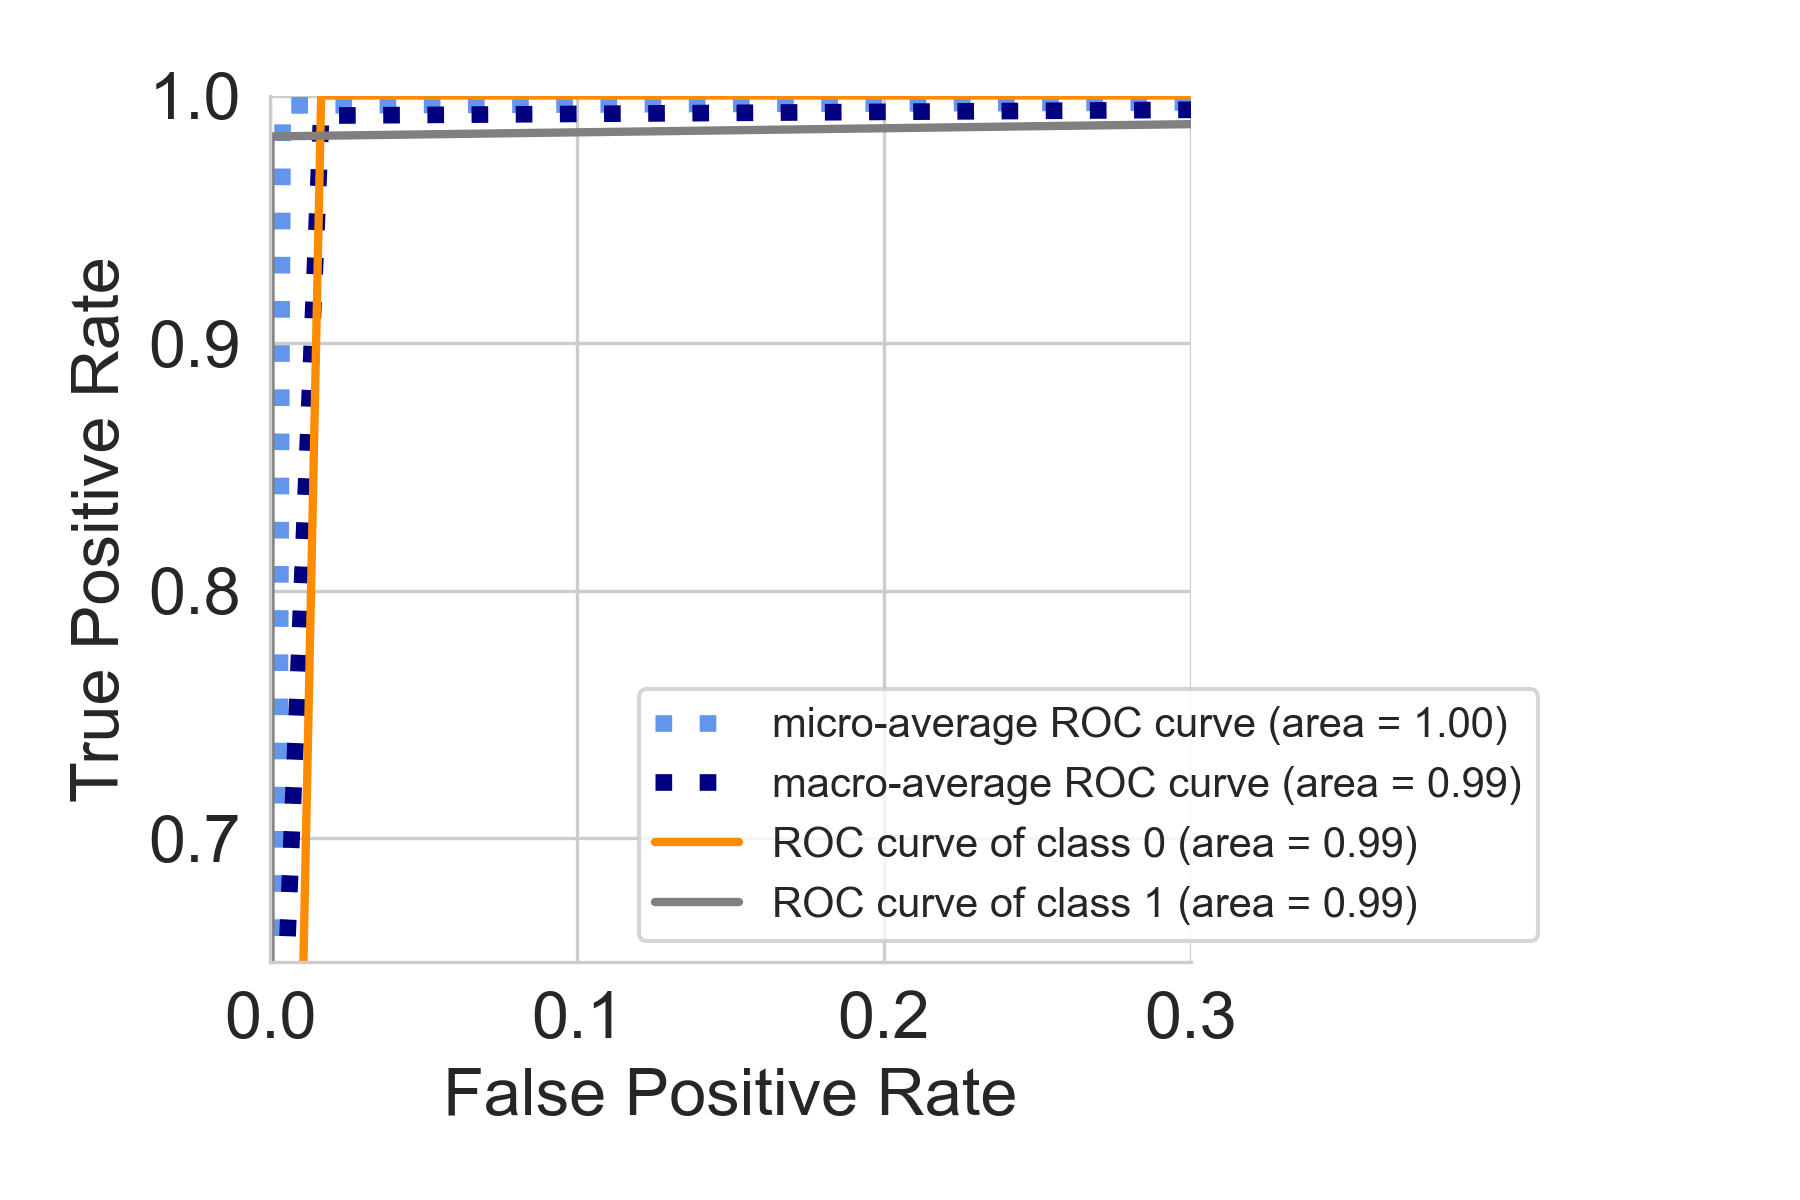 1.0
0.9
0.8
0.7
True Positive Rate
micro-average ROC curve (area = 1.00)
macro-average ROC curve (area = 0.99)
ROC curve of class 0 (area = 0.99)
ROC curve of class 1 (area = 0.99)
0.0 0.1 0.2 0.3
False Positive Rate